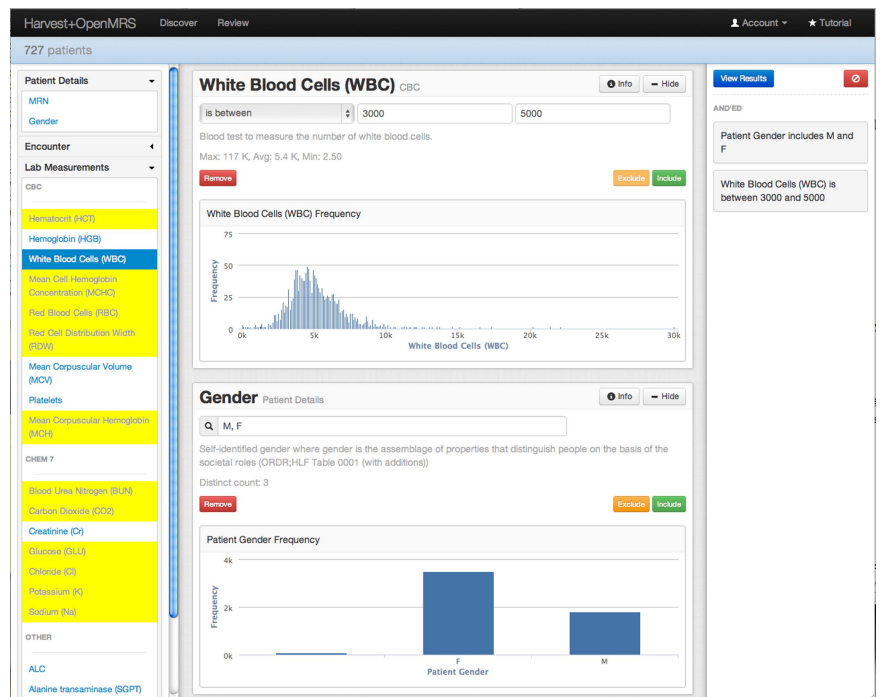 Harvest+OpenMRS Discover Review Account Tutorial
727 patients
Patient Details
MRN
Gender
Encounter
Lab Measurements
CBC
Hematocrit (HCT)
Hemoglobin (HGB)
White Blood Cells (WBC)
Mean Cell Hemoglobin
Concentration (MCHC)
Red Blood Cells (RBC)
Red Cell Distribution Width
(RDW)
Mean Corpuscular Volume
(MCV)
Platelets
Mean Corpuscular Hemoglobin
(MCH)
CHEM 7
Blood Urea Nitrogen (BUN)
Carbon Dioxide (CO2)
Creatinine (Cr)
Glucose (GLU)
Chloride (Cl)
Potassium (K)
Sodium (Na)
OTHER
ALC
Alanine transaminase (SGPT)
White Blood Cells (WBC) CBC
Info Hide
is between 3000 5000
Blood test to measure the number of white blood cells.
Max: 117 K, Avg: 5.4 K, Min: 2.50
Remove Exclude Include
White Blood Cells (WBC) Frequency
75
50
25
0
Frequency
0k 5k 10k 15k 20k 25k 30k
White Blood Cells (WBC)
Gender Patient Details
Info Hide
M, F
Self-identified gender where gender is the assemblage of properties that distinguish people on the basis of the
societal roles (ORDR;HLF Table 0001 (with additions))
Distinct count: 3
Remove Exclude Include
Patient Gender Frequency
4k
2k
0k
Frequency
F M
Patient Gender
View Results
AND'ED
Patient Gender includes M and
F
White Blood Cells (WBC) is
between 3000 and 5000